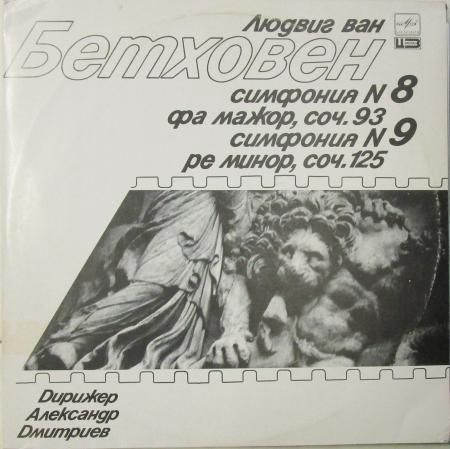 Людвиг ван
Бетховен
симфония N 8
фа мажор, соч. 93
симфония N 9
ре минор, соч. 125
Дирижер
Александр
Дмитриев